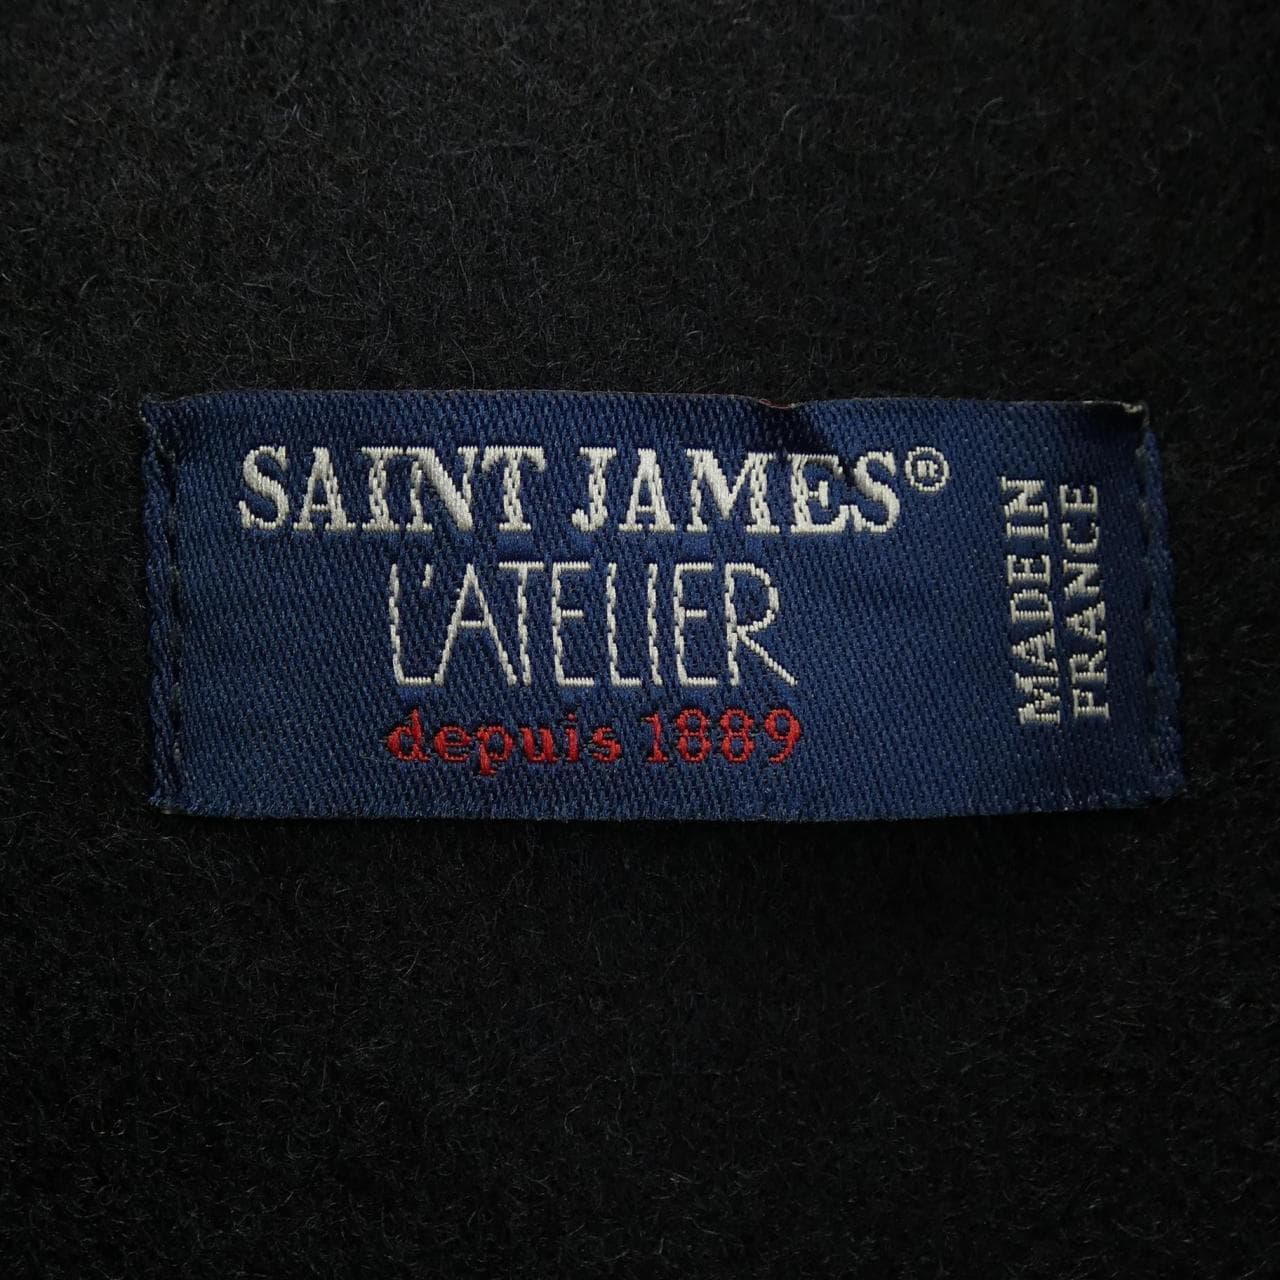 SAINT JAMES®
L'ATELIER
depuis 1889
MADE IN
FRANCE